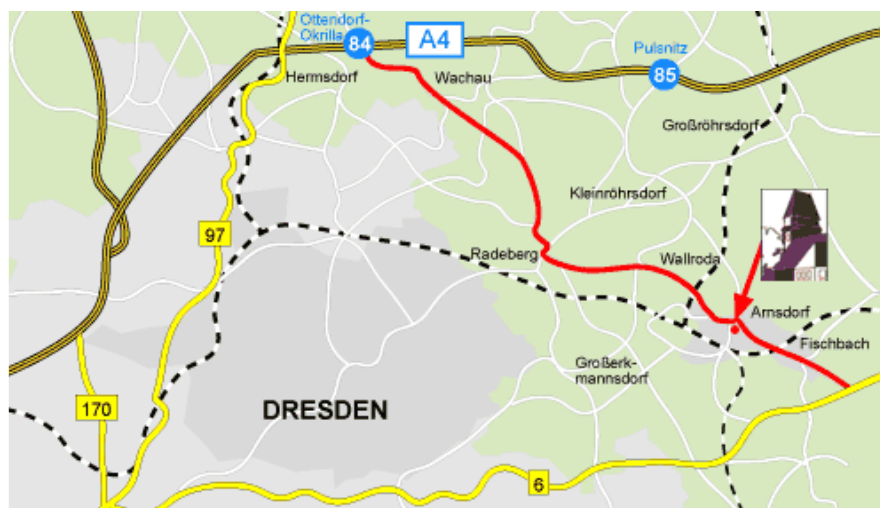 Ottendorf-
Okrilla
84
A4
Pulsnitz
85
Hermsdorf
Wachau
Großröhrsdorf
Kleinröhrsdorf
97
Radeberg
Wallroda
Arnsdorf
Fischbach
Großerk-
mannsdorf
170
DRESDEN
6